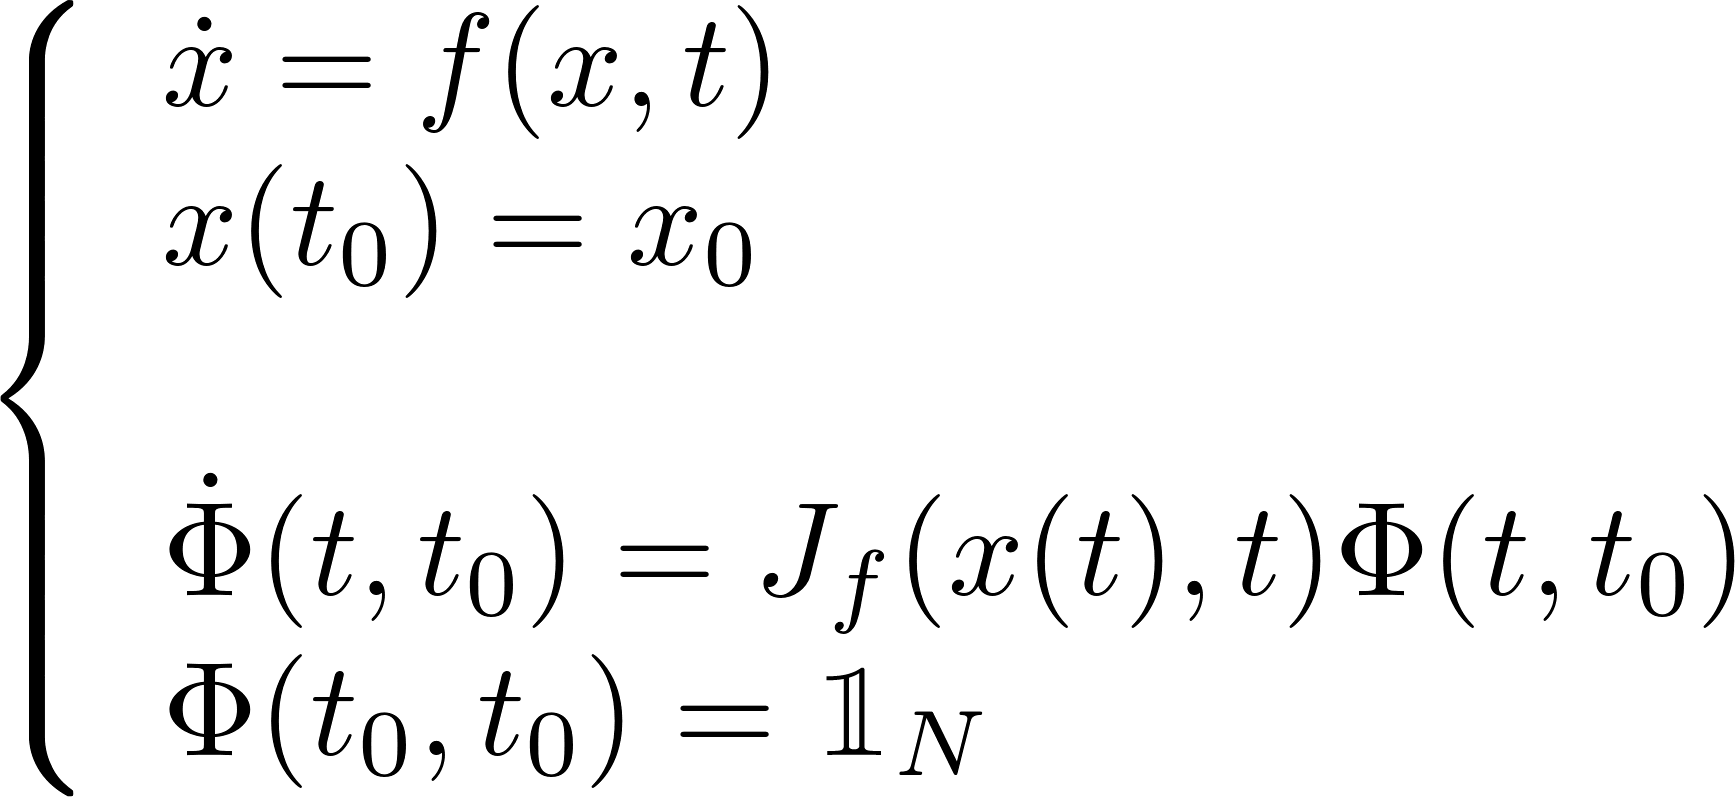 ẋ = f(x, t)
x(t₀) = x₀
Φ̇(t, t₀) = J_f(x(t), t)Φ(t, t₀)
Φ(t₀, t₀) = 𝟙_N